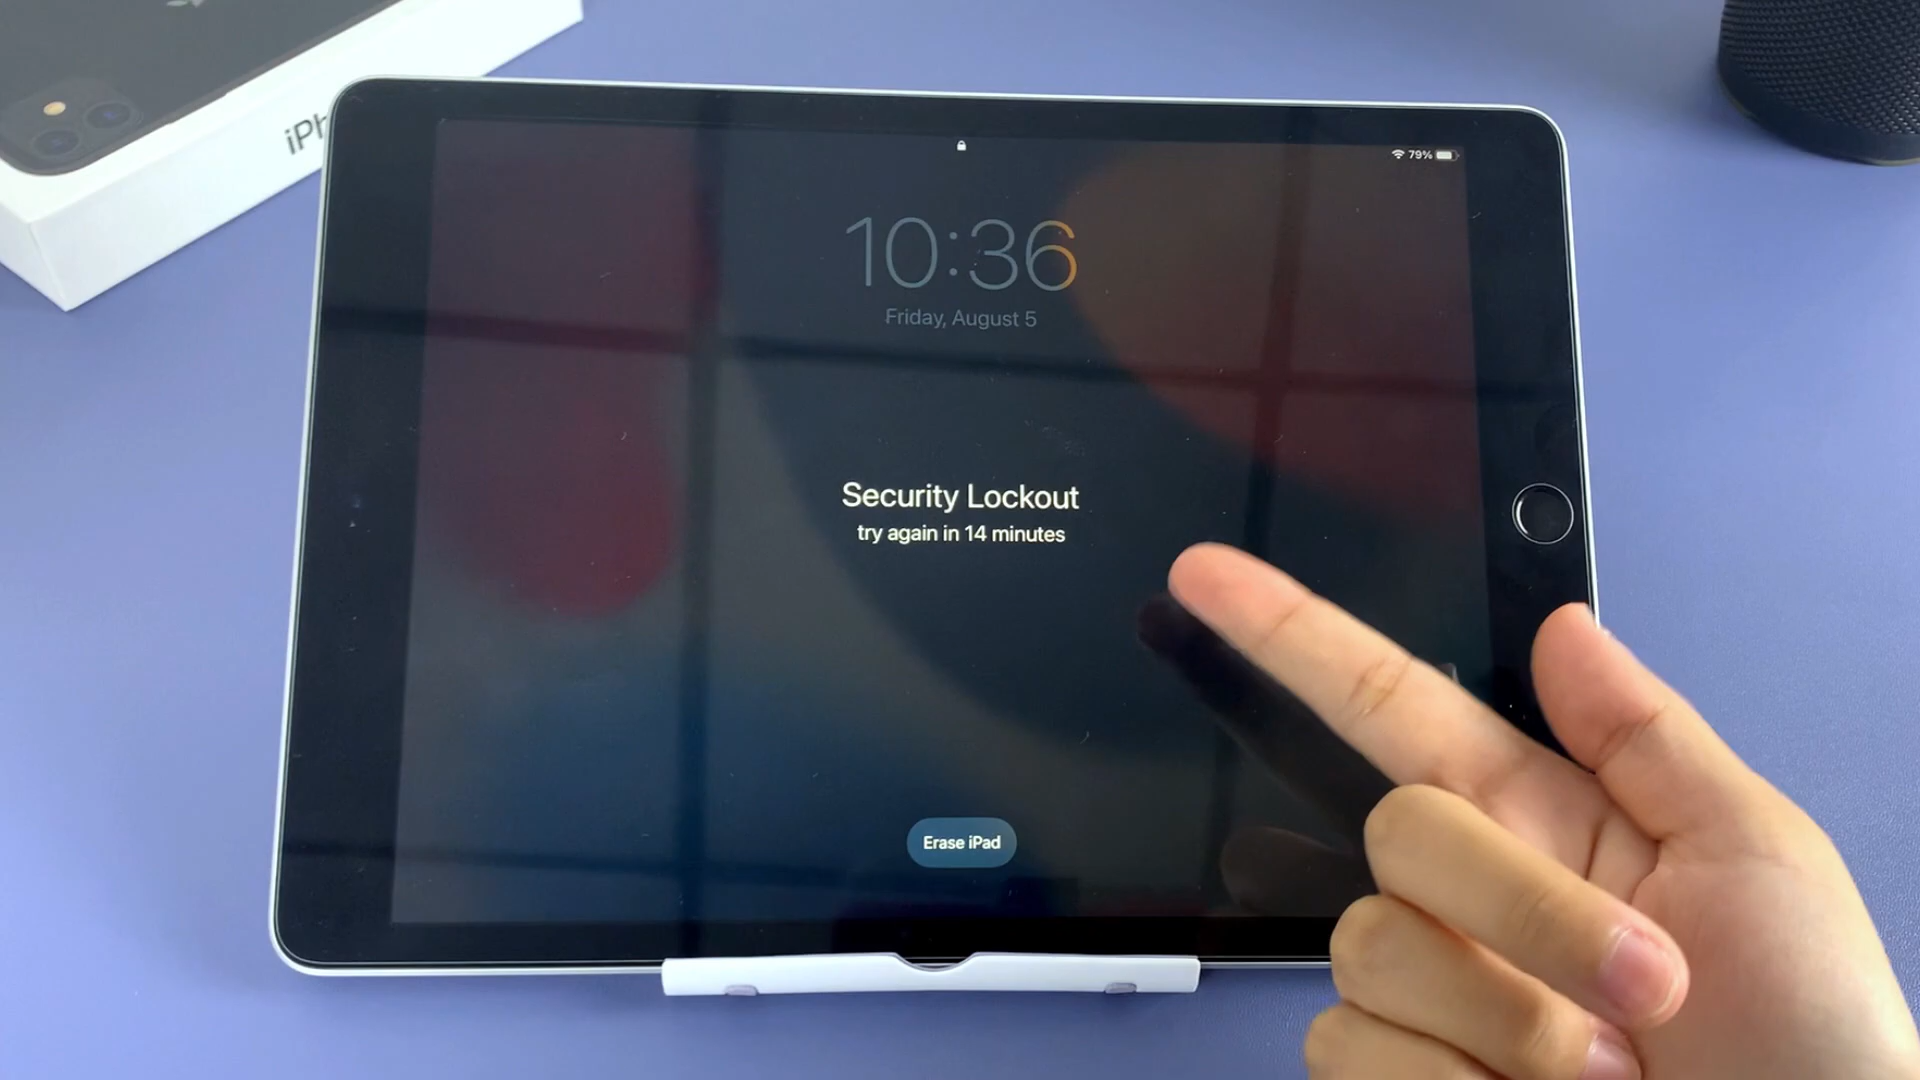 iPh
79%
10:36
Friday, August 5
Security Lockout
try again in 14 minutes
Erase iPad